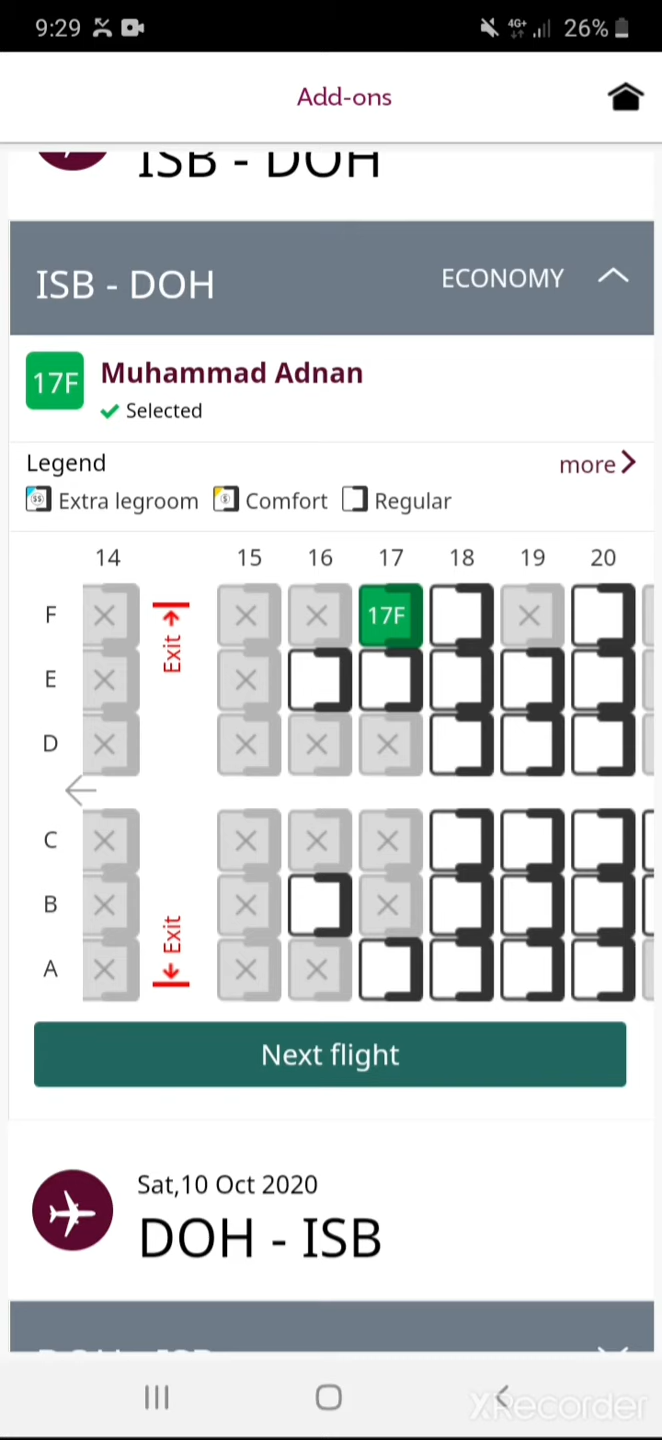 9:29 4G+ 26%
Add-ons
ISB - DOH
ISB - DOH ECONOMY
17F Muhammad Adnan
Selected
Legend more
$$ Extra legroom $ Comfort Regular
14 15 16 17 18 19 20
F 17F
Exit
E
D
C
B
Exit
A
Next flight
Sat,10 Oct 2020
DOH - ISB
XRecorder